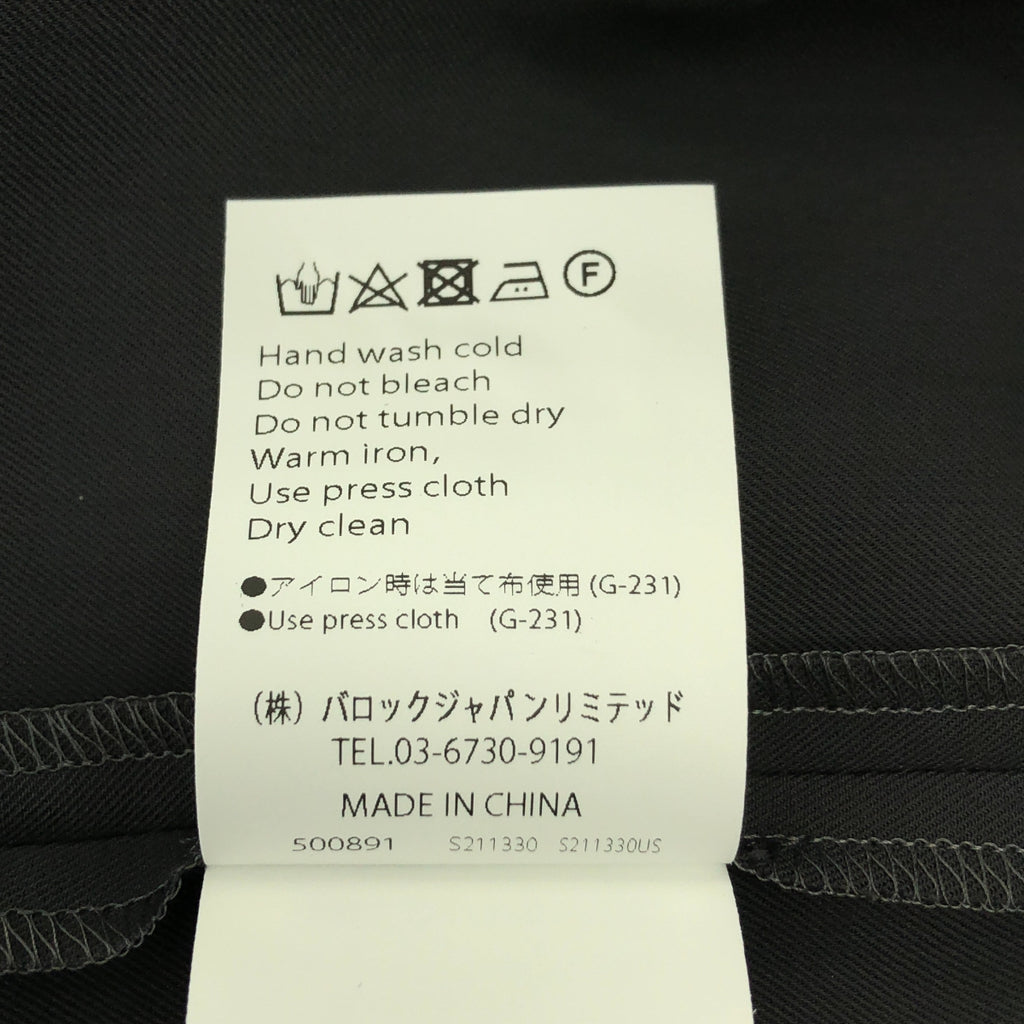 F
Hand wash cold
Do not bleach
Do not tumble dry
Warm iron,
Use press cloth
Dry clean
●アイロン時は当て布使用 (G-231)
●Use press cloth (G-231)
(株) バロックジャパンリミテッド
TEL.03-6730-9191
MADE IN CHINA
500891 S211330 S211330US